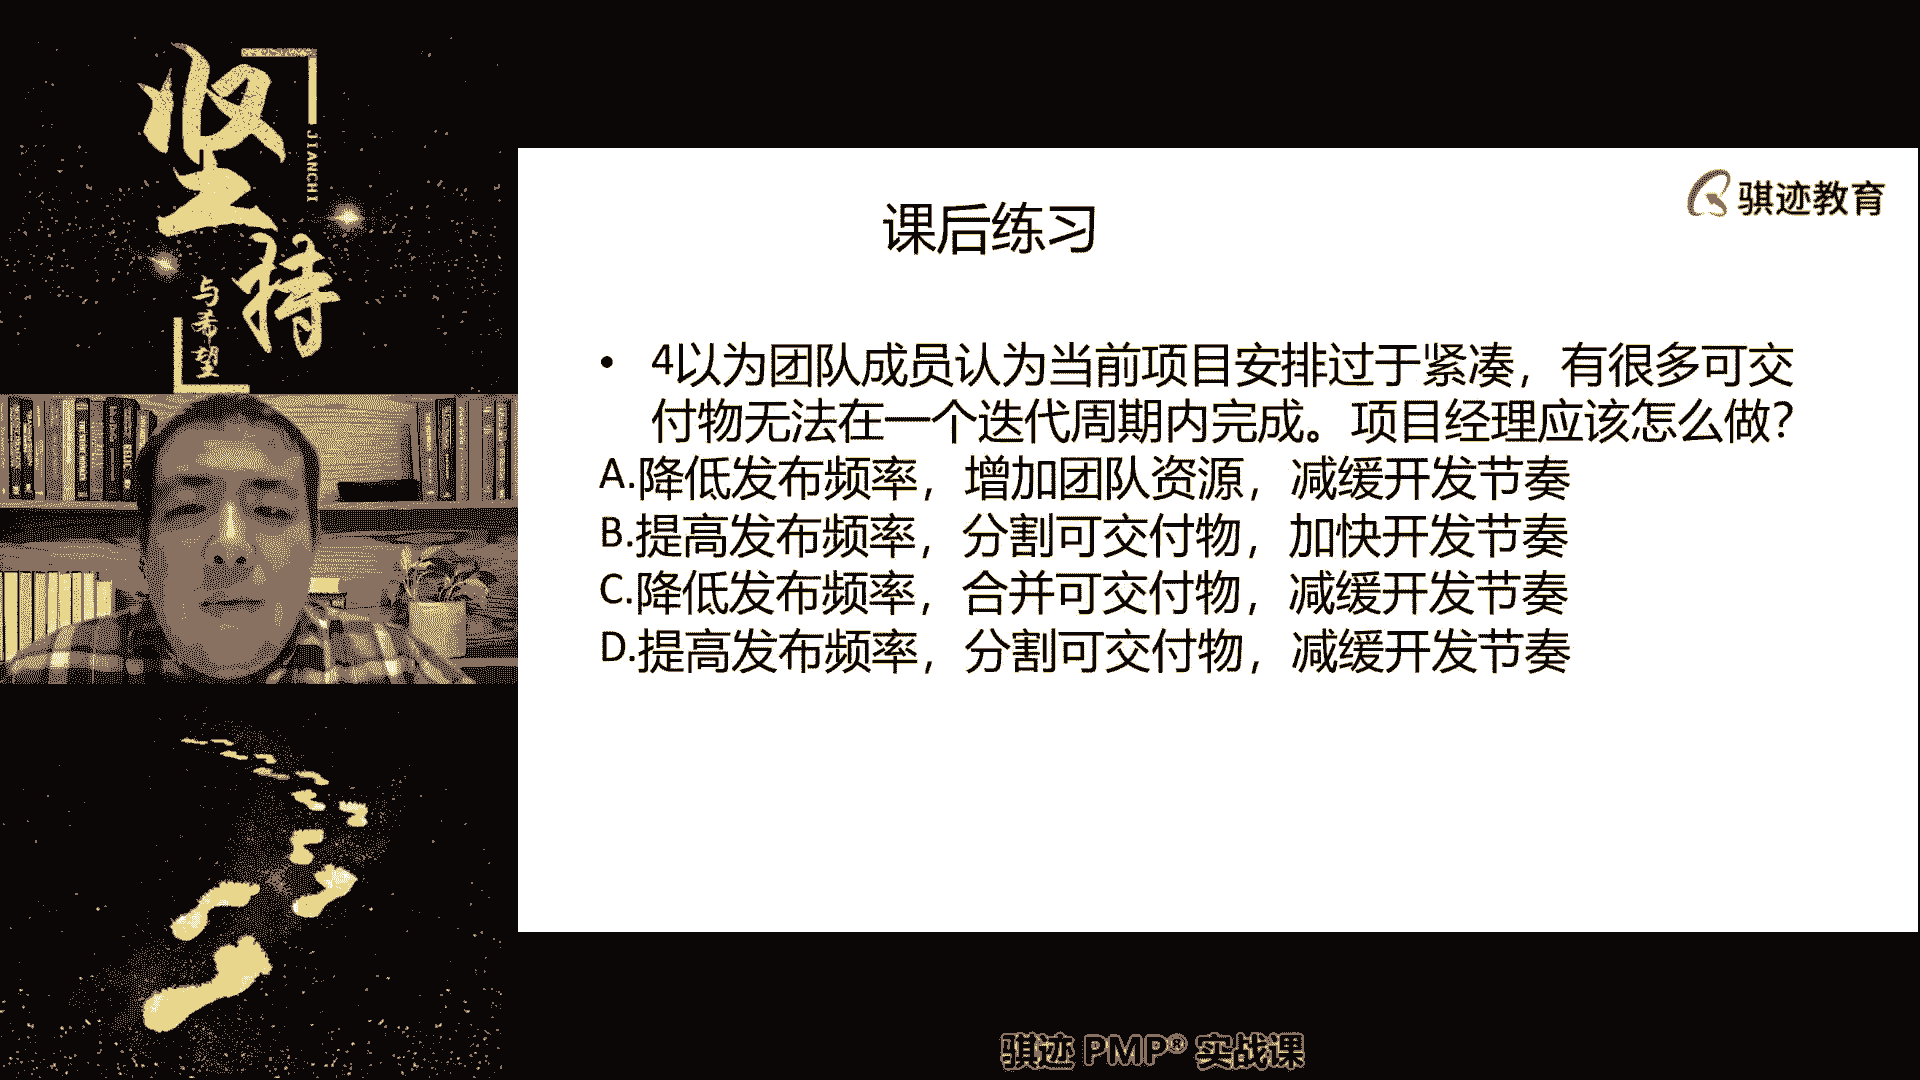 坚持
JIANCHI
与希望
骐迹教育
课后练习
• 4以为团队成员认为当前项目安排过于紧凑，有很多可交
付物无法在一个迭代周期内完成。项目经理应该怎么做？
A.降低发布频率，增加团队资源，减缓开发节奏
B.提高发布频率，分割可交付物，加快开发节奏
C.降低发布频率，合并可交付物，减缓开发节奏
D.提高发布频率，分割可交付物，减缓开发节奏
骐迹 PMP® 实战课